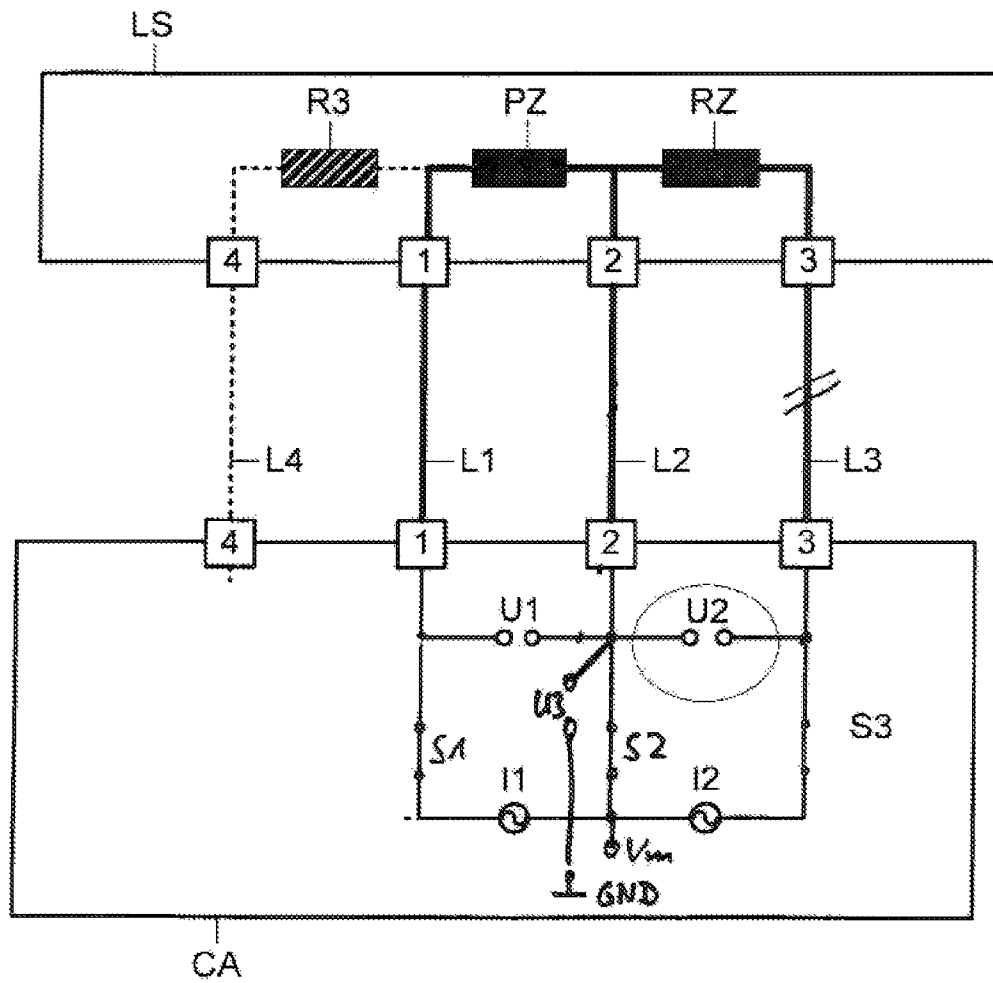 LS
R3 PZ RZ
4 1 2 3
L4 L1 L2 L3
4 1 2 3
U1 U2
U3
S1 S2 S3
I1 I2
Vm
GND
CA